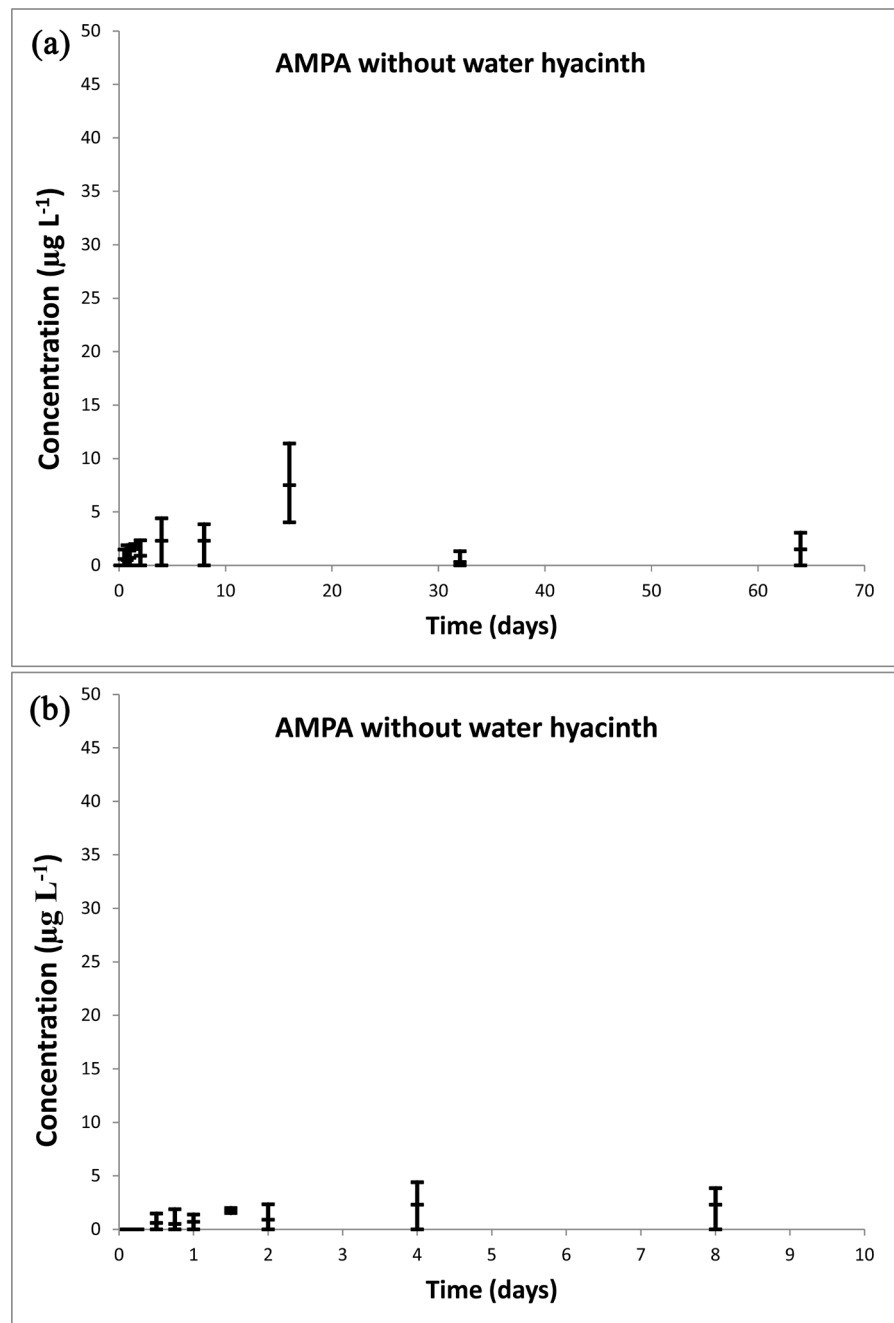 (a)
AMPA without water hyacinth
50
45
40
35
30
25
20
15
10
5
0
Concentration (µg L⁻¹)
0 10 20 30 40 50 60 70
Time (days)
(b)
AMPA without water hyacinth
50
45
40
35
30
25
20
15
10
5
0
Concentration (µg L⁻¹)
0 1 2 3 4 5 6 7 8 9 10
Time (days)